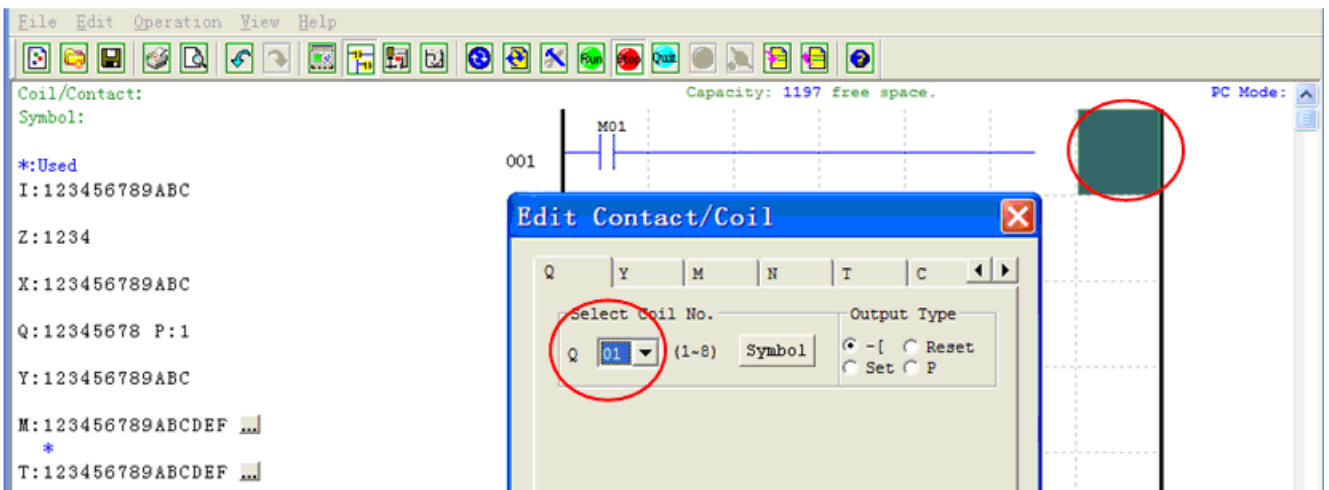 File Edit Operation View Help
Run Stop Quit
Coil/Contact: Capacity: 1197 free space. PC Mode:
Symbol:
M01
001
*:Used
I:123456789ABC
Z:1234
X:123456789ABC
Q:12345678 P:1
Y:123456789ABC
M:123456789ABCDEF ...
*
T:123456789ABCDEF ...
Edit Contact/Coil
Q Y M N T C
Select Coil No. Output Type
Q 01 (1~8) Symbol -[ Reset
Set P